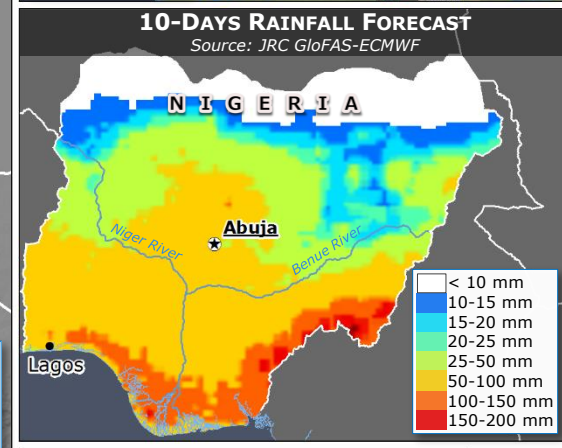 10-DAYS RAINFALL FORECAST
Source: JRC GloFAS-ECMWF
NIGERIA
Abuja
Niger River
Benue River
Lagos
< 10 mm
10-15 mm
15-20 mm
20-25 mm
25-50 mm
50-100 mm
100-150 mm
150-200 mm